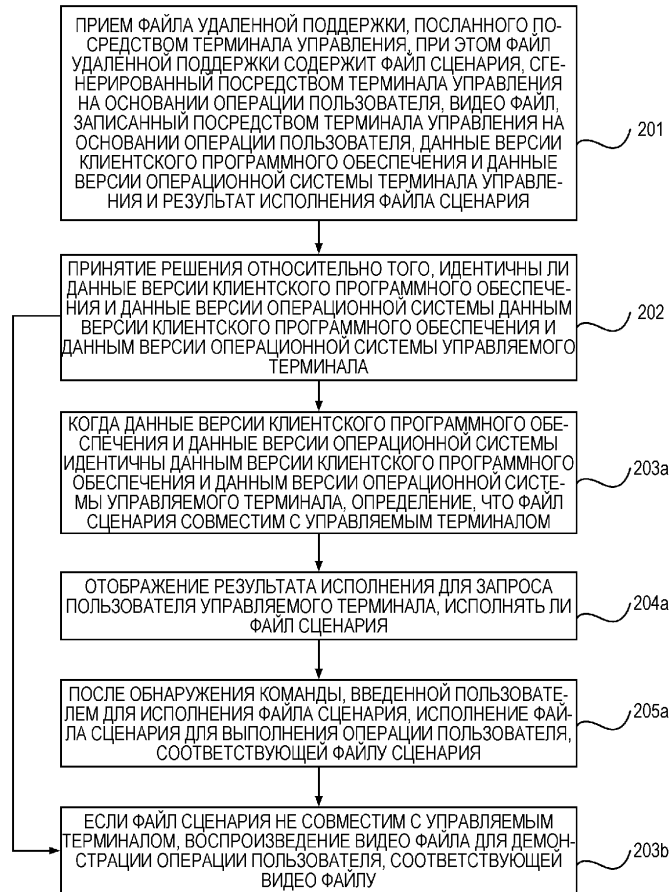 ПРИЕМ ФАЙЛА УДАЛЕННОЙ ПОДДЕРЖКИ, ПОСЛАННОГО ПО-
СРЕДСТВОМ ТЕРМИНАЛА УПРАВЛЕНИЯ, ПРИ ЭТОМ ФАЙЛ
УДАЛЕННОЙ ПОДДЕРЖКИ СОДЕРЖИТ ФАЙЛ СЦЕНАРИЯ, СГЕ-
НЕРИРОВАННЫЙ ПОСРЕДСТВОМ ТЕРМИНАЛА УПРАВЛЕНИЯ
НА ОСНОВАНИИ ОПЕРАЦИИ ПОЛЬЗОВАТЕЛЯ, ВИДЕО ФАЙЛ,
ЗАПИСАННЫЙ ПОСРЕДСТВОМ ТЕРМИНАЛА УПРАВЛЕНИЯ НА
ОСНОВАНИИ ОПЕРАЦИИ ПОЛЬЗОВАТЕЛЯ, ДАННЫЕ ВЕРСИИ
КЛИЕНТСКОГО ПРОГРАММНОГО ОБЕСПЕЧЕНИЯ И ДАННЫЕ
ВЕРСИИ ОПЕРАЦИОННОЙ СИСТЕМЫ ТЕРМИНАЛА УПРАВЛЕ-
НИЯ И РЕЗУЛЬТАТ ИСПОЛНЕНИЯ ФАЙЛА СЦЕНАРИЯ
201
ПРИНЯТИЕ РЕШЕНИЯ ОТНОСИТЕЛЬНО ТОГО, ИДЕНТИЧНЫ ЛИ
ДАННЫЕ ВЕРСИИ КЛИЕНТСКОГО ПРОГРАММНОГО ОБЕСПЕЧЕ-
НИЯ И ДАННЫЕ ВЕРСИИ ОПЕРАЦИОННОЙ СИСТЕМЫ ДАННЫМ
ВЕРСИИ КЛИЕНТСКОГО ПРОГРАММНОГО ОБЕСПЕЧЕНИЯ И
ДАННЫМ ВЕРСИИ ОПЕРАЦИОННОЙ СИСТЕМЫ УПРАВЛЯЕМОГО
ТЕРМИНАЛА
202
КОГДА ДАННЫЕ ВЕРСИИ КЛИЕНТСКОГО ПРОГРАММНОГО ОБЕ-
СПЕЧЕНИЯ И ДАННЫЕ ВЕРСИИ ОПЕРАЦИОННОЙ СИСТЕМЫ
ИДЕНТИЧНЫ ДАННЫМ ВЕРСИИ КЛИЕНТСКОГО ПРОГРАММНОГО
ОБЕСПЕЧЕНИЯ И ДАННЫМ ВЕРСИИ ОПЕРАЦИОННОЙ СИСТЕ-
МЫ УПРАВЛЯЕМОГО ТЕРМИНАЛА, ОПРЕДЕЛЕНИЕ, ЧТО ФАЙЛ
СЦЕНАРИЯ СОВМЕСТИМ С УПРАВЛЯЕМЫМ ТЕРМИНАЛОМ
203a
ОТОБРАЖЕНИЕ РЕЗУЛЬТАТА ИСПОЛНЕНИЯ ДЛЯ ЗАПРОСА
ПОЛЬЗОВАТЕЛЯ УПРАВЛЯЕМОГО ТЕРМИНАЛА, ИСПОЛНЯТЬ ЛИ
ФАЙЛ СЦЕНАРИЯ
204a
ПОСЛЕ ОБНАРУЖЕНИЯ КОМАНДЫ, ВВЕДЕННОЙ ПОЛЬЗОВАТЕ-
ЛЕМ ДЛЯ ИСПОЛНЕНИЯ ФАЙЛА СЦЕНАРИЯ, ИСПОЛНЕНИЕ ФАЙ-
ЛА СЦЕНАРИЯ ДЛЯ ВЫПОЛНЕНИЯ ОПЕРАЦИИ ПОЛЬЗОВАТЕЛЯ,
СООТВЕТСТВУЮЩЕЙ ФАЙЛУ СЦЕНАРИЯ
205a
ЕСЛИ ФАЙЛ СЦЕНАРИЯ НЕ СОВМЕСТИМ С УПРАВЛЯЕМЫМ
ТЕРМИНАЛОМ, ВОСПРОИЗВЕДЕНИЕ ВИДЕО ФАЙЛА ДЛЯ ДЕМОН-
СТРАЦИИ ОПЕРАЦИИ ПОЛЬЗОВАТЕЛЯ, СООТВЕТСТВУЮЩЕЙ
ВИДЕО ФАЙЛУ
203b